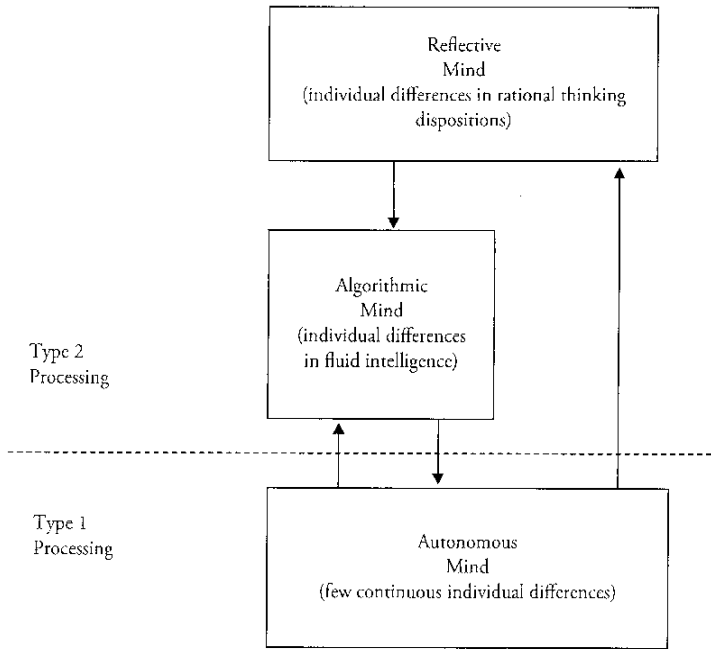 Reflective
Mind
(individual differences in rational thinking
dispositions)
Algorithmic
Mind
(individual differences
in fluid intelligence)
Type 2
Processing
Type 1
Processing
Autonomous
Mind
(few continuous individual differences)